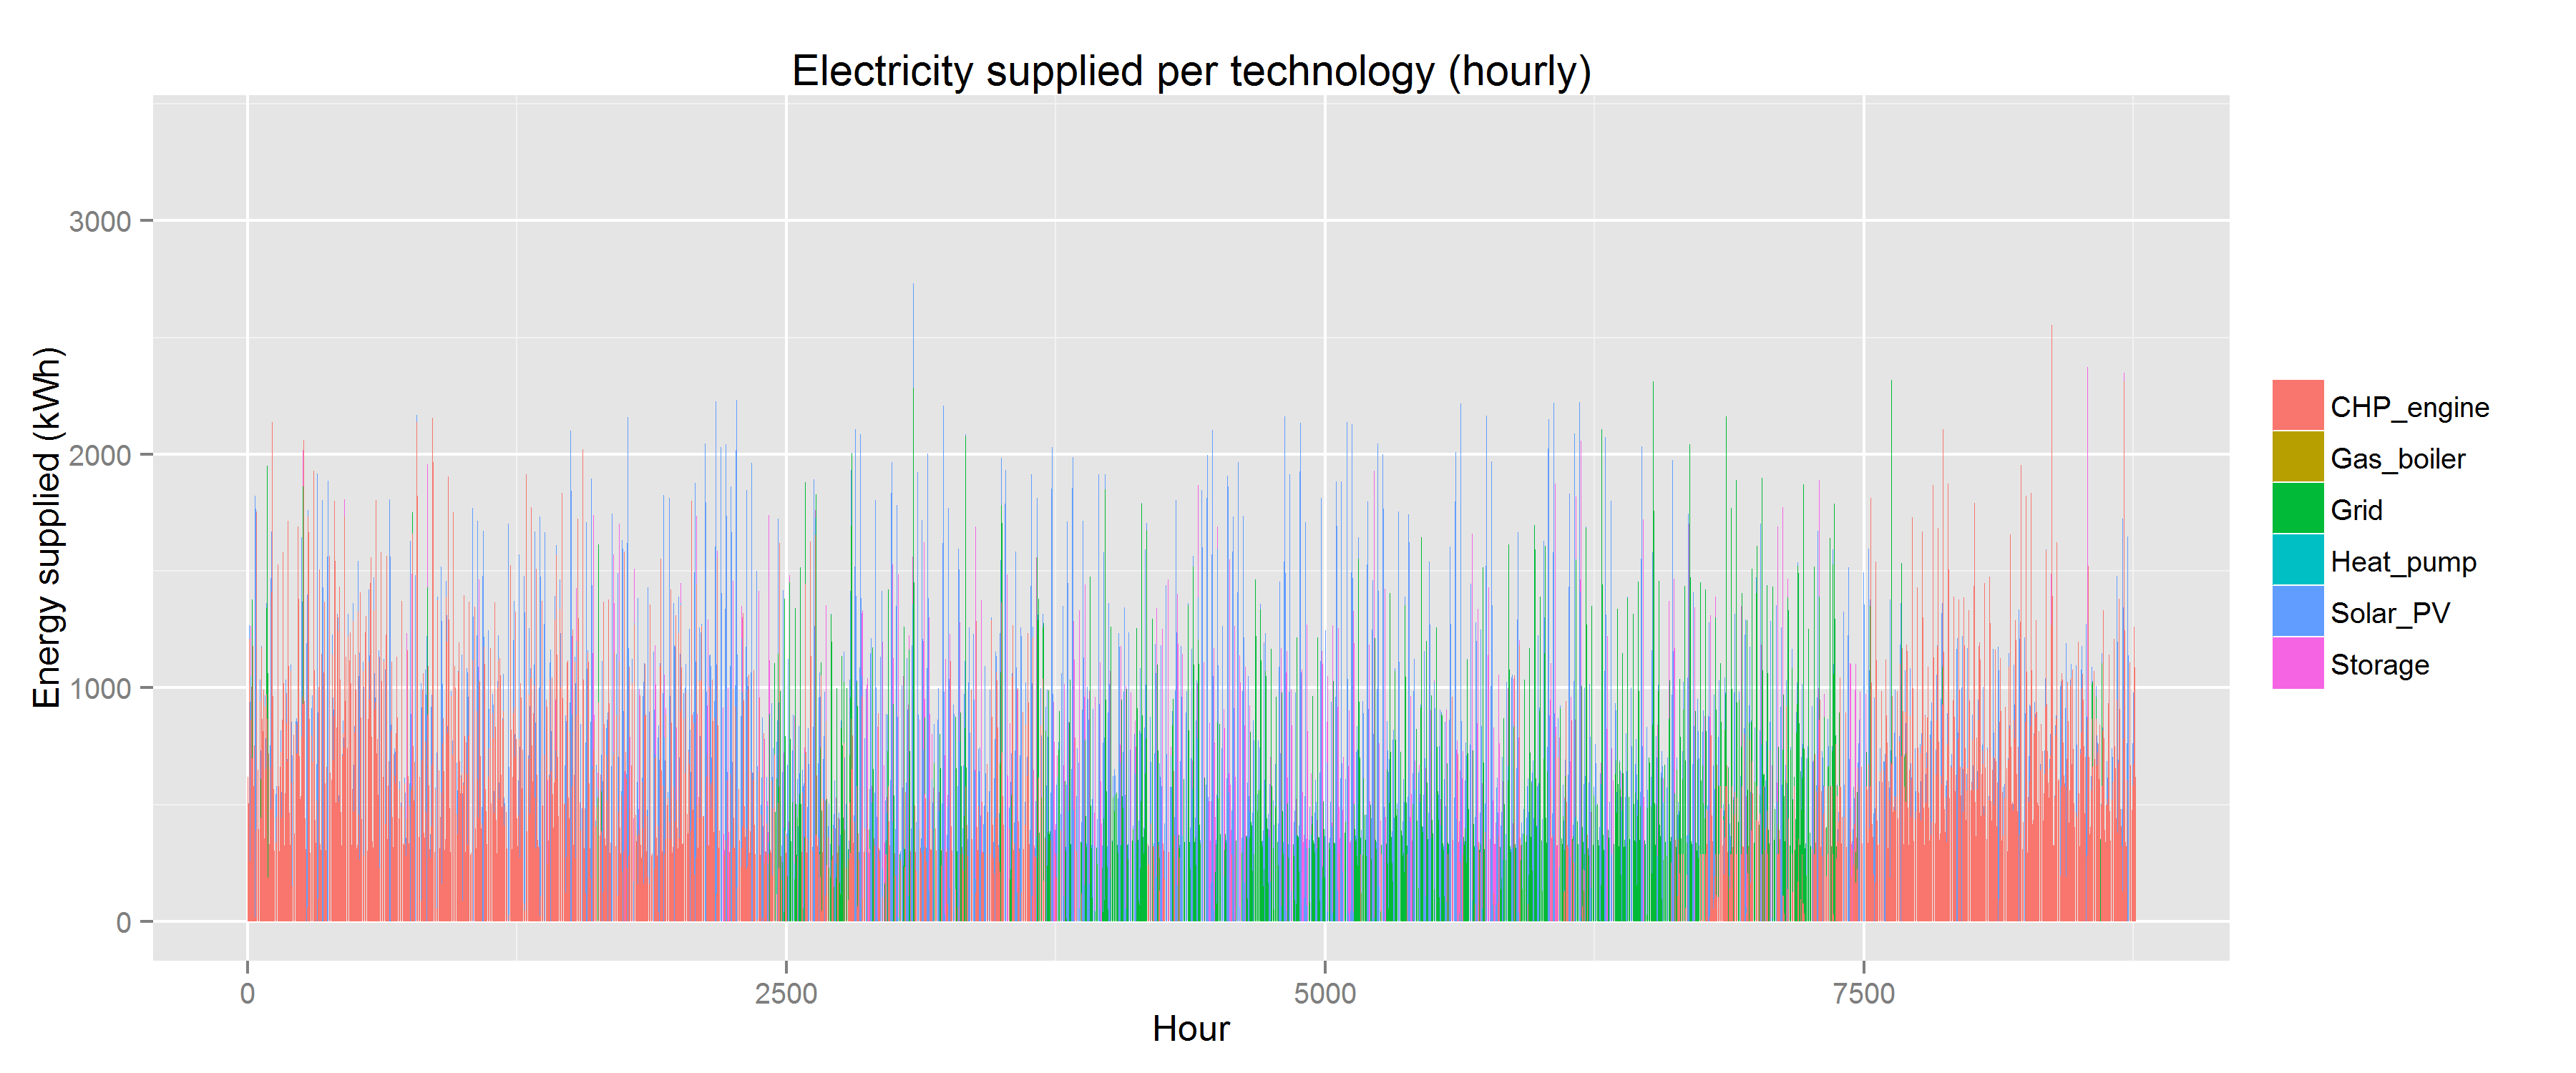 Electricity supplied per technology (hourly)
Energy supplied (kWh)
3000
2000
1000
0
0
2500
5000
7500
Hour
CHP_engine
Gas_boiler
Grid
Heat_pump
Solar_PV
Storage